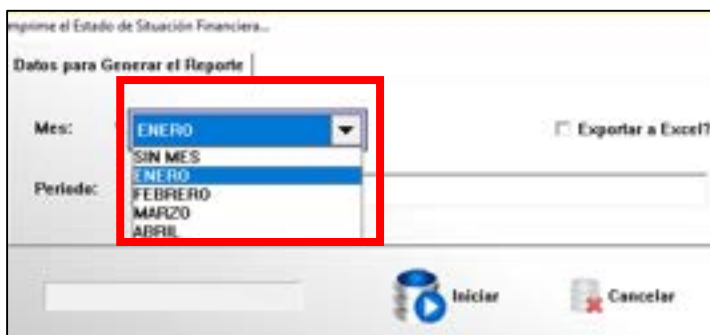 mprime el Estado de Situación Financiera...
Datos para Generar el Reporte
Mes:
ENERO
Exportar a Excel?
SIN MES
ENERO
Periodo:
FEBRERO
MARZO
ABRIL
Iniciar
Cancelar